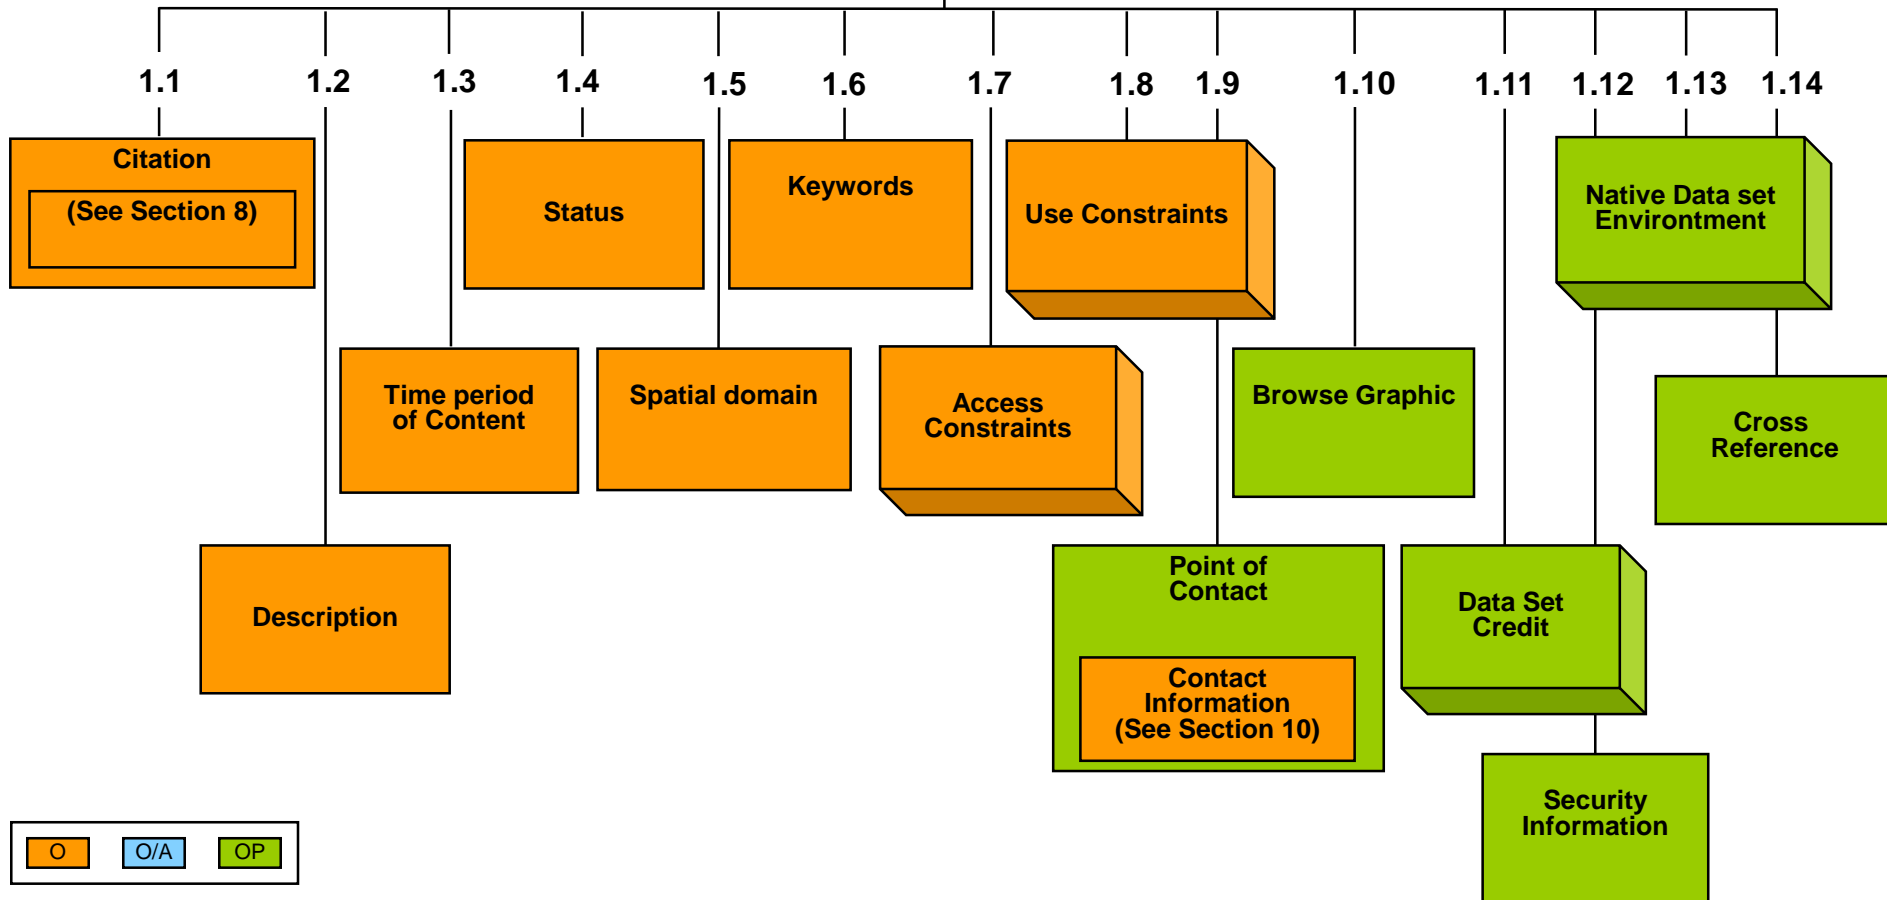 1.1
1.2
1.3
1.4
1.5
1.6
1.7
1.8
1.9
1.10
1.11
1.12
1.13
1.14
Citation
(See Section 8)
Status
Keywords
Use Constraints
Native Data set
Environtment
Time period
of Content
Spatial domain
Access
Constraints
Browse Graphic
Cross
Reference
Description
Point of
Contact
Contact
Information
(See Section 10)
Data Set
Credit
Security
Information
O
O/A
OP